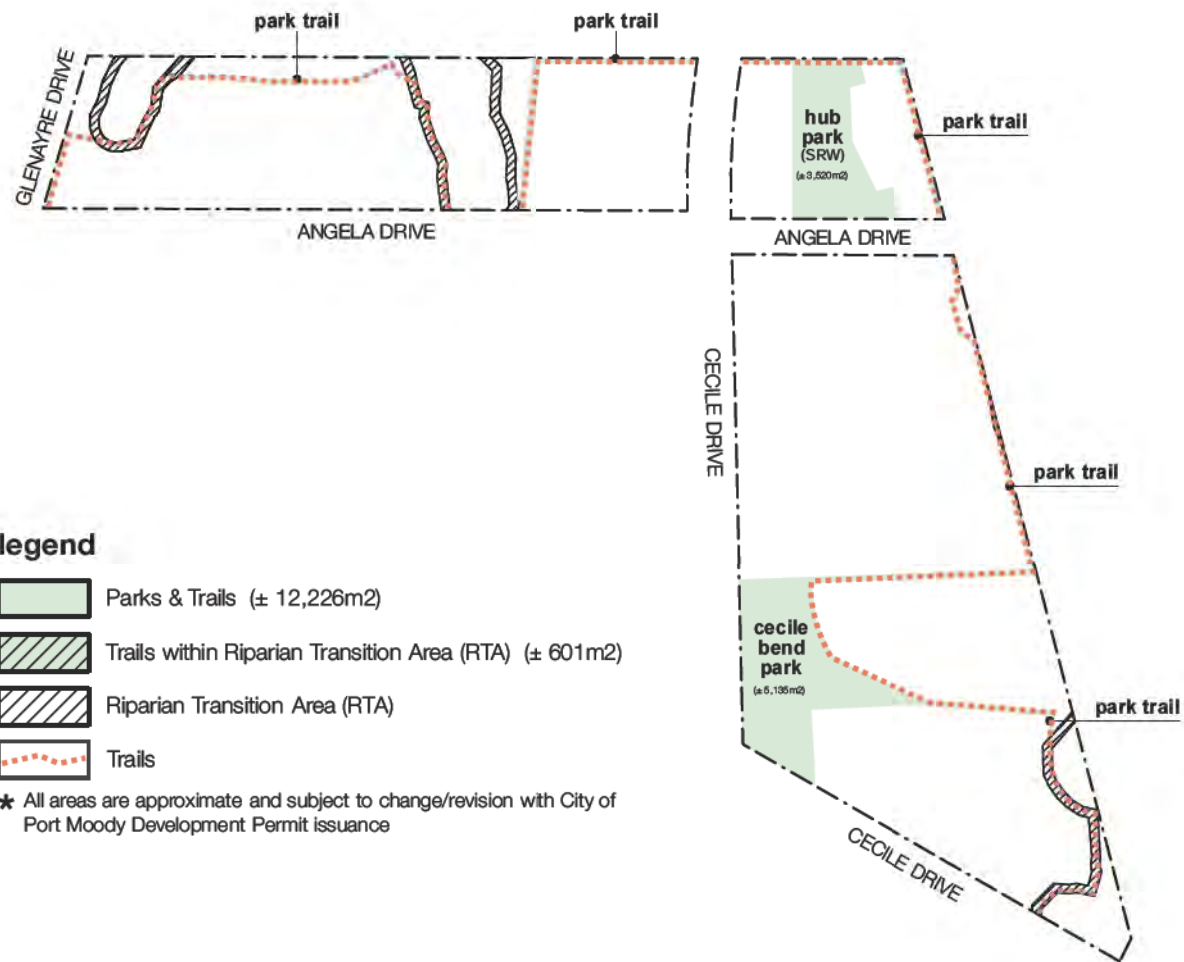 park trail
park trail
GLENAYRE DRIVE
hub
park
(SRW)
(± 3,520m2)
park trail
ANGELA DRIVE
ANGELA DRIVE
CECILE DRIVE
park trail
legend
Parks & Trails (± 12,226m2)
Trails within Riparian Transition Area (RTA) (± 601m2)
Riparian Transition Area (RTA)
Trails
* All areas are approximate and subject to change/revision with City of
Port Moody Development Permit issuance
cecile
bend
park
(± 5,135m2)
park trail
CECILE DRIVE